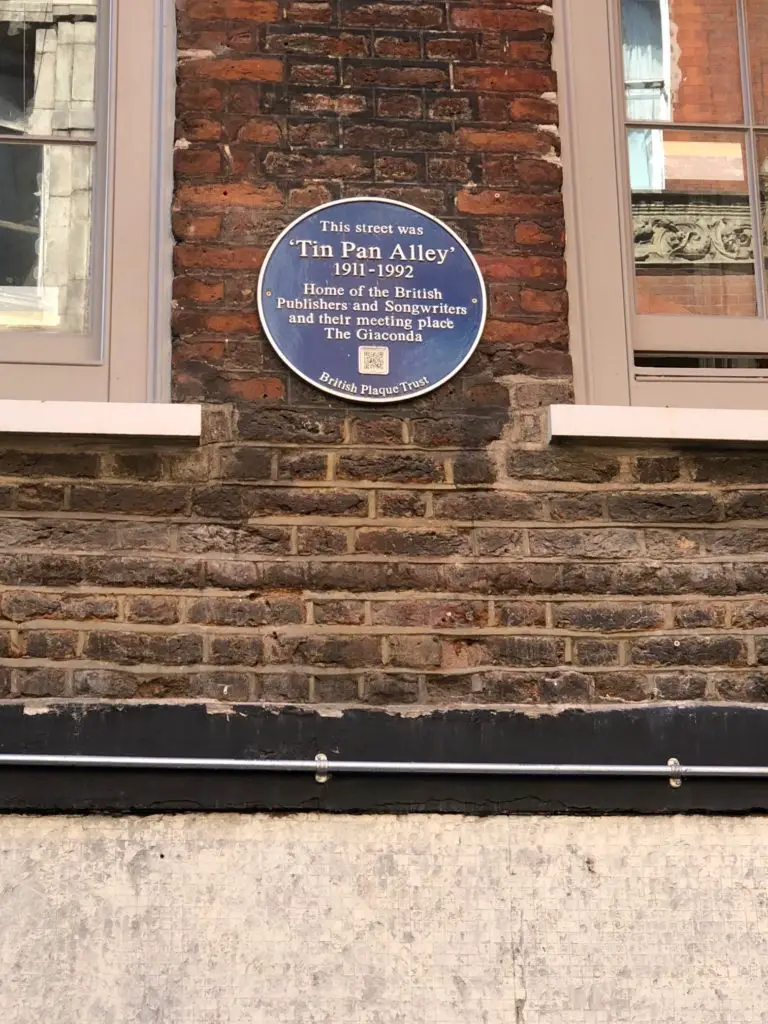 This street was
'Tin Pan Alley'
1911-1992
Home of the British
Publishers and Songwriters
and their meeting place
The Giaconda
British Plaque Trust